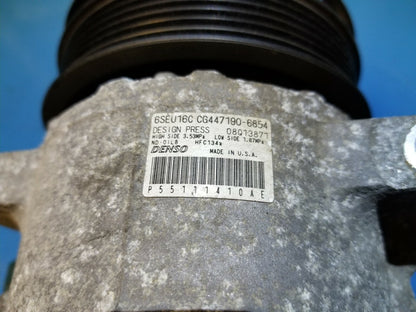 6SEU16C CG447190-6854
DESIGN PRESS 08Q13871
HIGH SIDE 3.53MPa LOW SIDE 1.67MPa
ND-OIL8 HFC134a
DENSO MADE IN U.S.A.
P55111410AE